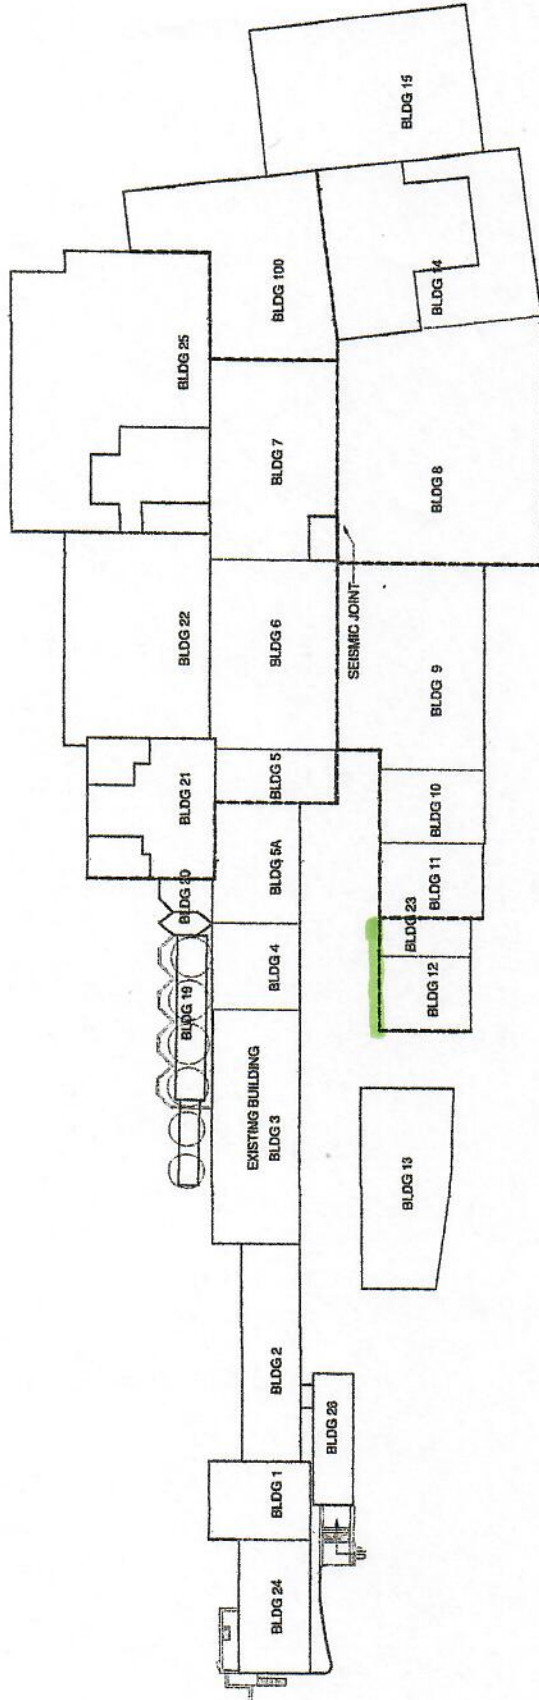 BLDG 15
BLDG 14
BLDG 100
BLDG 25
BLDG 7
BLDG 8
SEISMIC JOINT
BLDG 22
BLDG 6
BLDG 9
BLDG 5
BLDG 21
BLDG 10
BLDG 5A
BLDG 11
BLDG 20
BLDG 23
BLDG 4
BLDG 12
BLDG 19
EXISTING BUILDING
BLDG 3
BLDG 13
BLDG 2
BLDG 26
BLDG 1
UP
BLDG 24